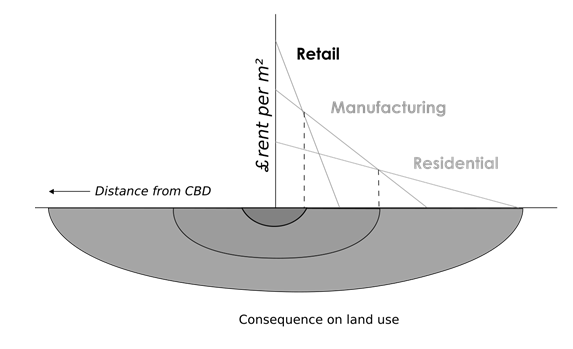 Retail
£rent per m²
Manufacturing
Residential
Distance from CBD
Consequence on land use